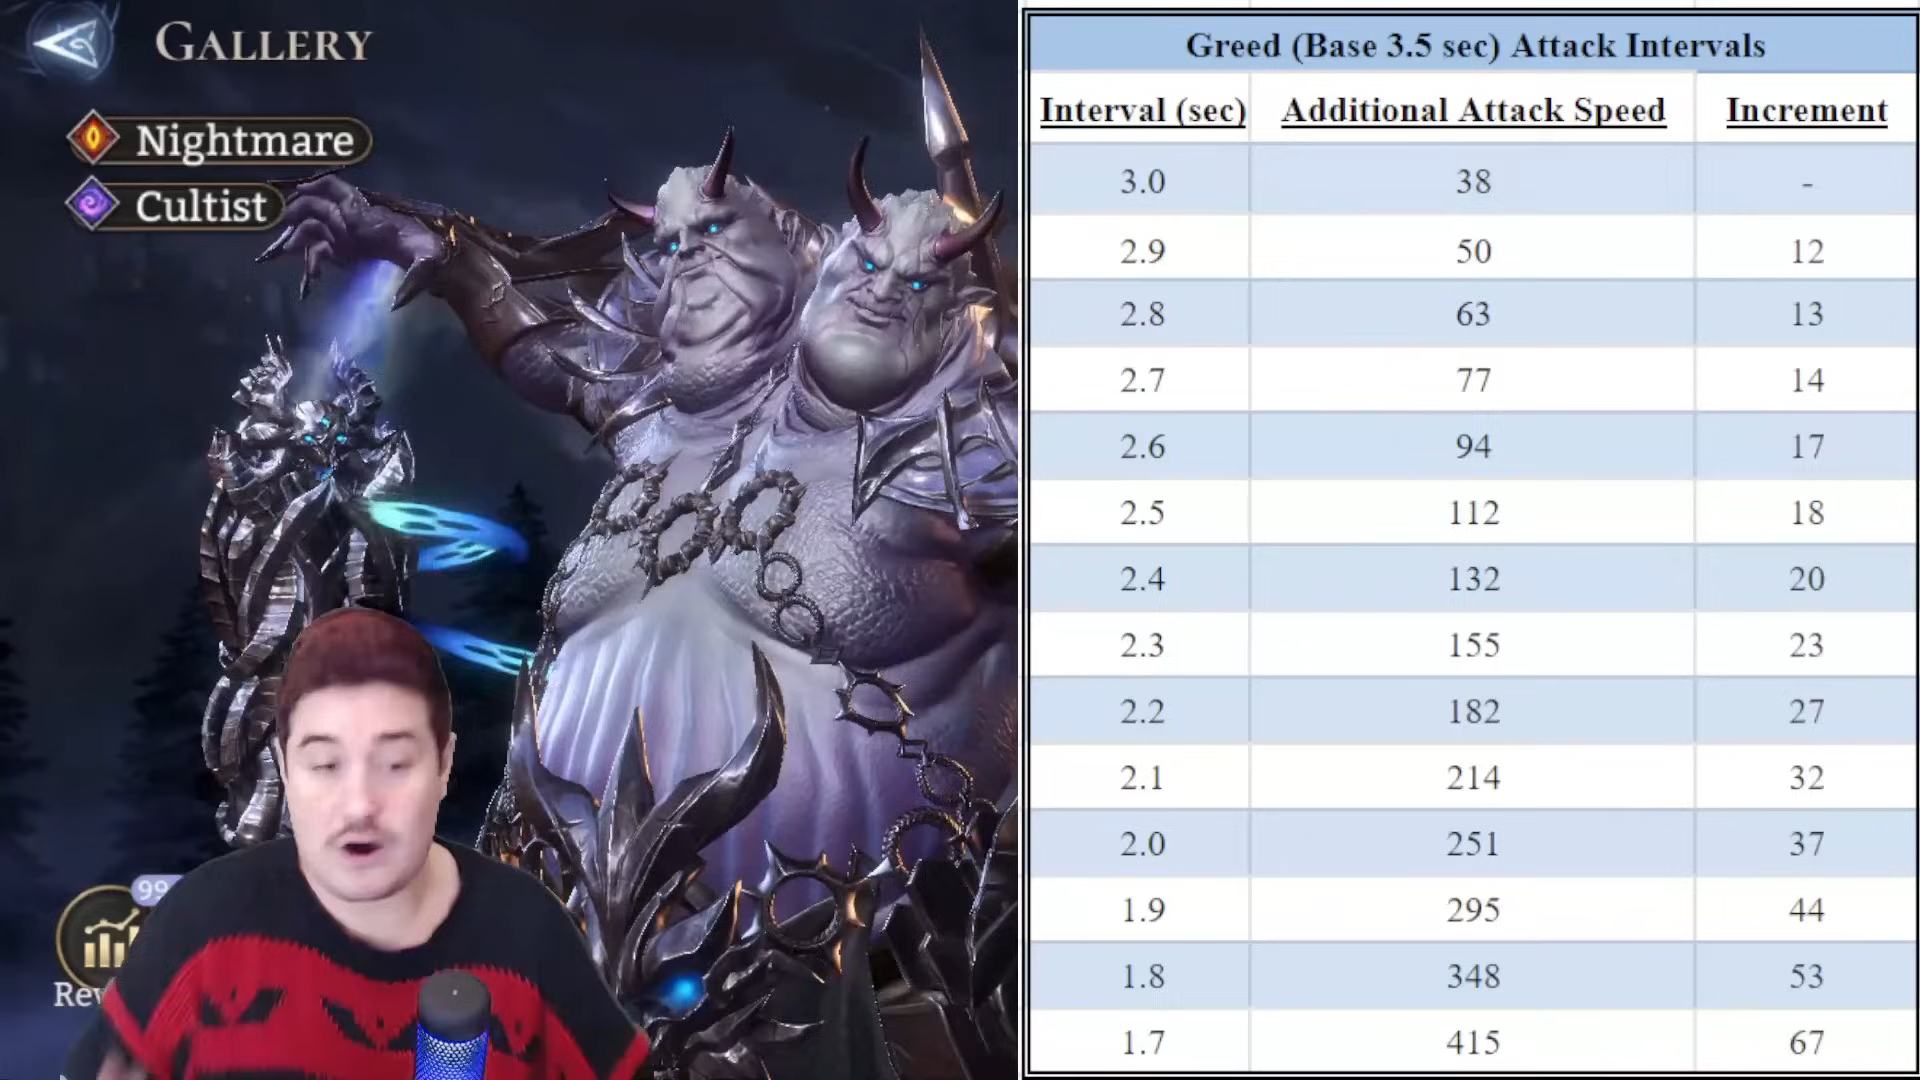 GALLERY
Nightmare
Cultist
99
Rev
Greed (Base 3.5 sec) Attack Intervals
Interval (sec) Additional Attack Speed Increment
3.0 38 -
2.9 50 12
2.8 63 13
2.7 77 14
2.6 94 17
2.5 112 18
2.4 132 20
2.3 155 23
2.2 182 27
2.1 214 32
2.0 251 37
1.9 295 44
1.8 348 53
1.7 415 67